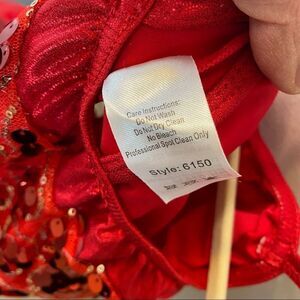 Care Instructions:
Do Not Wash
Do Not Dry Clean
No Bleach
Professional Spot Clean Only
Style: 6150